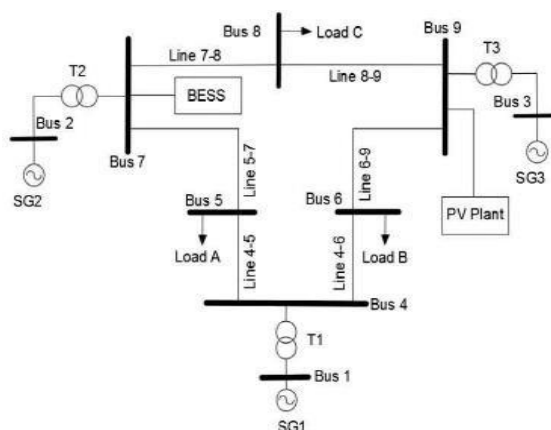 Bus 8
Load C
Bus 9
T3
Line 7-8
Line 8-9
T2
BESS
Bus 3
Bus 2
Bus 7
Line 5-7
Line 6-9
SG2
SG3
Bus 5
Bus 6
PV Plant
Load A
Load B
Line 4-5
Line 4-6
Bus 4
T1
Bus 1
SG1